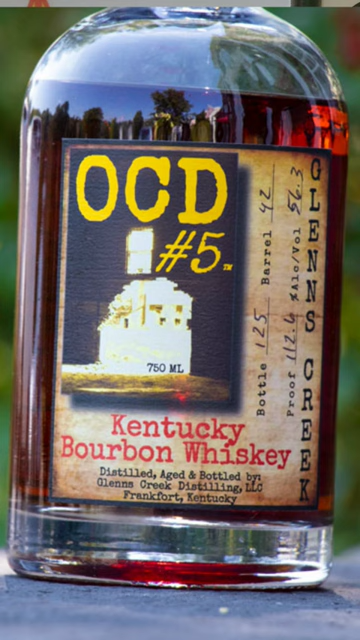 OCD
#5 TM
750 ML
Kentucky
Bourbon Whiskey
Distilled, Aged & Bottled by:
Glenns Creek Distilling, LLC
Frankfort, Kentucky
Bottle 125 Barrel 42
Proof 112.6 %Alc/Vol 56.3
GLENNS CREEK